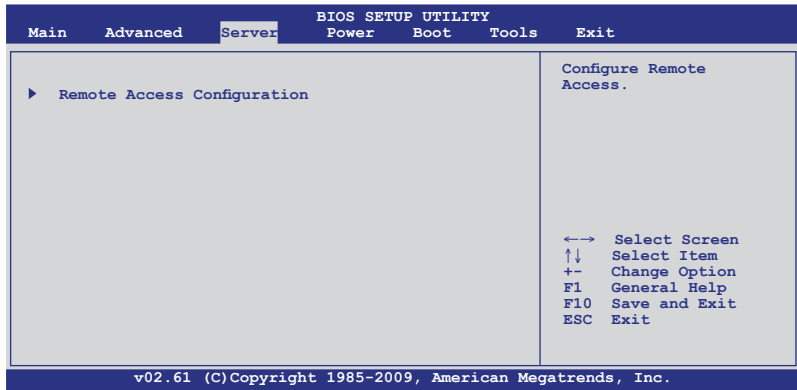 BIOS SETUP UTILITY
Main Advanced Server Power Boot Tools Exit
Configure Remote
Access.
▶ Remote Access Configuration
←→ Select Screen
↑↓ Select Item
+- Change Option
F1 General Help
F10 Save and Exit
ESC Exit
v02.61 (C)Copyright 1985-2009, American Megatrends, Inc.